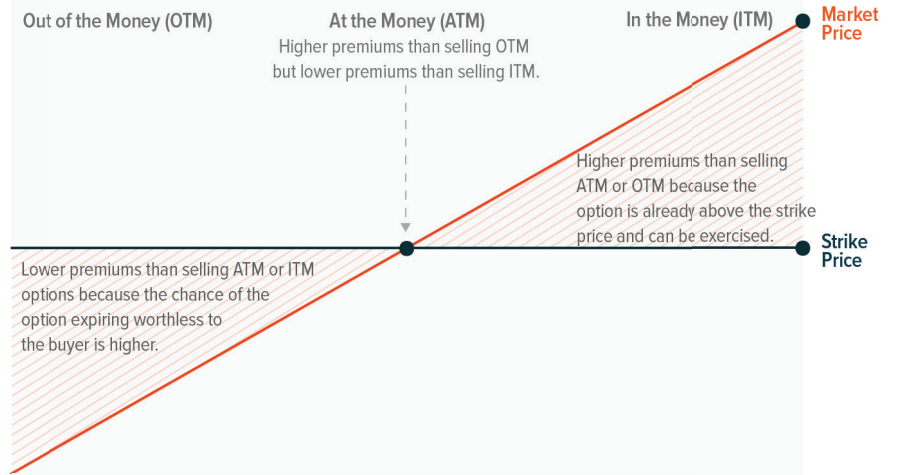 Out of the Money (OTM)
At the Money (ATM)
In the Money (ITM)
Market
Price
Higher premiums than selling OTM
but lower premiums than selling ITM.
Higher premiums than selling
ATM or OTM because the
option is already above the strike
price and can be exercised.
Strike
Price
Lower premiums than selling ATM or ITM
options because the chance of the
option expiring worthless to
the buyer is higher.